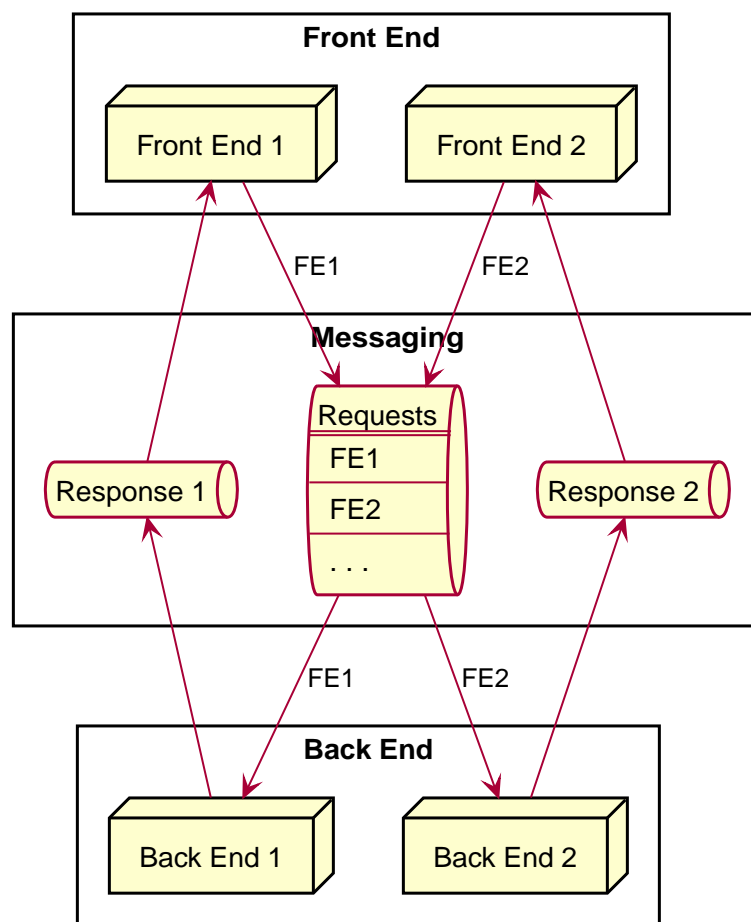 Front End
Front End 1
Front End 2
FE1
FE2
Messaging
Requests
FE1
FE2
. . .
Response 1
Response 2
FE1
FE2
Back End
Back End 1
Back End 2